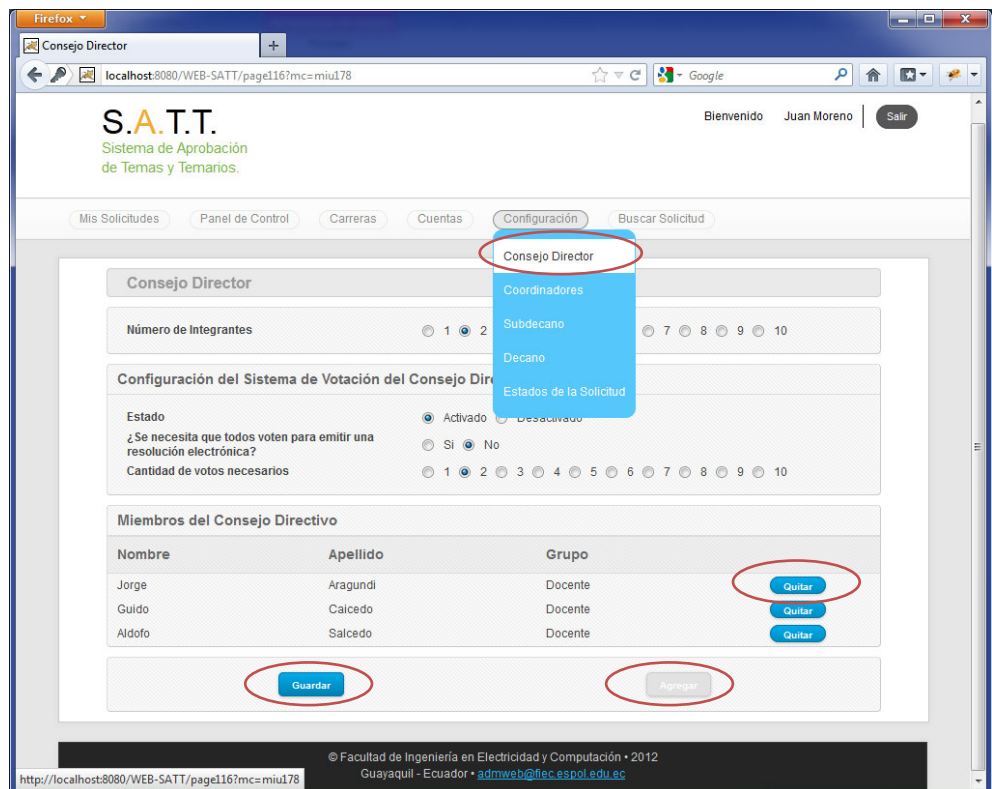 Firefox
Consejo Director
localhost:8080/WEB-SATT/page116?mc=miu178
Google
S.A.T.T.
Sistema de Aprobación
de Temas y Temarios.
Bienvenido Juan Moreno Salir
Mis Solicitudes Panel de Control Carreras Cuentas Configuración Buscar Solicitud
Consejo Director
Coordinadores
Subdecano
Decano
Estados de la Solicitud
Consejo Director
Número de Integrantes 1 2 7 8 9 10
Configuración del Sistema de Votación del Consejo Dire
Estado Activado Desactivado
¿Se necesita que todos voten para emitir una
resolución electrónica? Si No
Cantidad de votos necesarios 1 2 3 4 5 6 7 8 9 10
Miembros del Consejo Directivo
Nombre Apellido Grupo
Jorge Aragundi Docente Quitar
Guido Caicedo Docente Quitar
Aldofo Salcedo Docente Quitar
Guardar Agregar
© Facultad de Ingeniería en Electricidad y Computación • 2012
Guayaquil - Ecuador • admweb@fiec.espol.edu.ec
http://localhost:8080/WEB-SATT/page116?mc=miu178